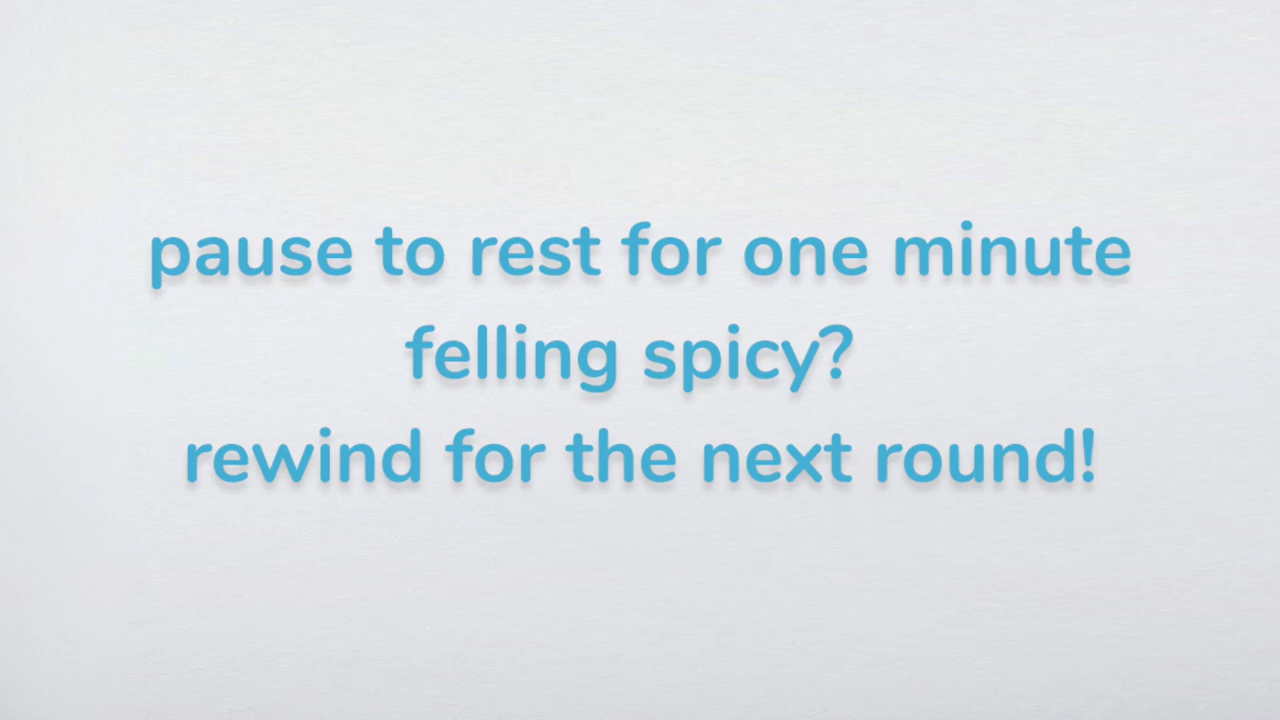 pause to rest for one minute
felling spicy?
rewind for the next round!